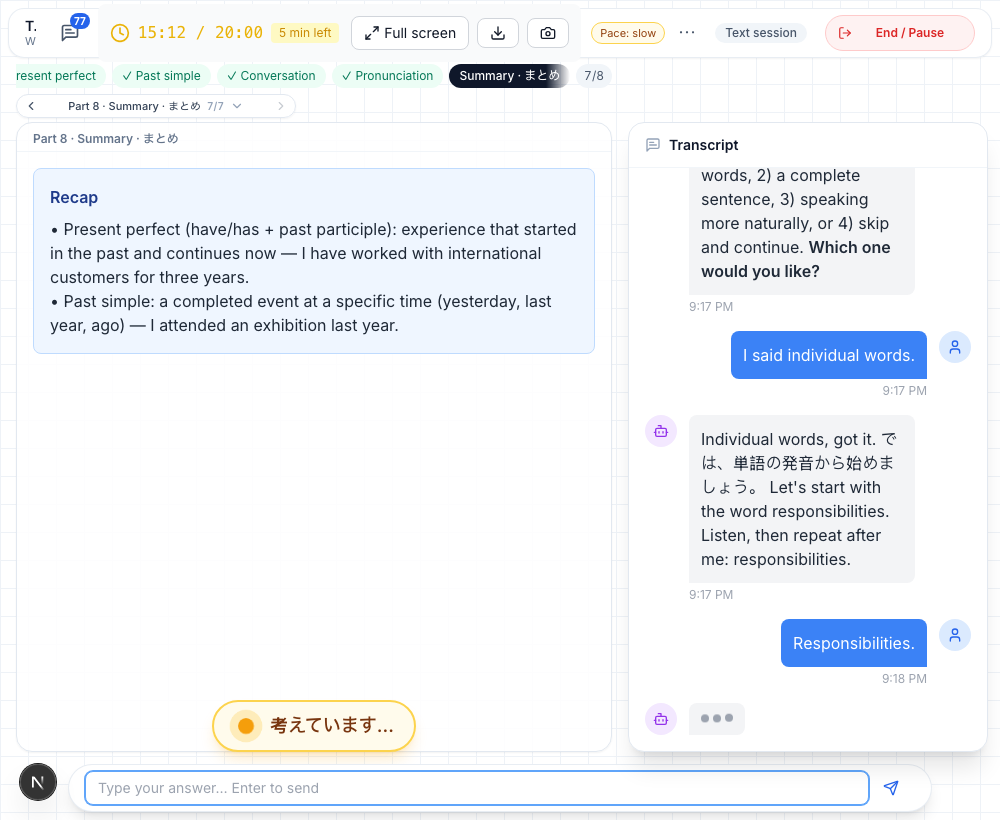 T.
W
77
15:12 / 20:00
5 min left
Full screen
Pace: slow
Text session
End / Pause
resent perfect
✓ Past simple
✓ Conversation
✓ Pronunciation
Summary · まとめ
7/8
Part 8 · Summary · まとめ 7/7
Part 8 · Summary · まとめ
Recap
• Present perfect (have/has + past participle): experience that started
in the past and continues now — I have worked with international
customers for three years.
• Past simple: a completed event at a specific time (yesterday, last
year, ago) — I attended an exhibition last year.
考えています...
Transcript
words, 2) a complete
sentence, 3) speaking
more naturally, or 4) skip
and continue. Which one
would you like?
9:17 PM
I said individual words.
9:17 PM
Individual words, got it. で
は、単語の発音から始めま
しょう。 Let's start with
the word responsibilities.
Listen, then repeat after
me: responsibilities.
9:17 PM
Responsibilities.
9:18 PM
N
Type your answer... Enter to send